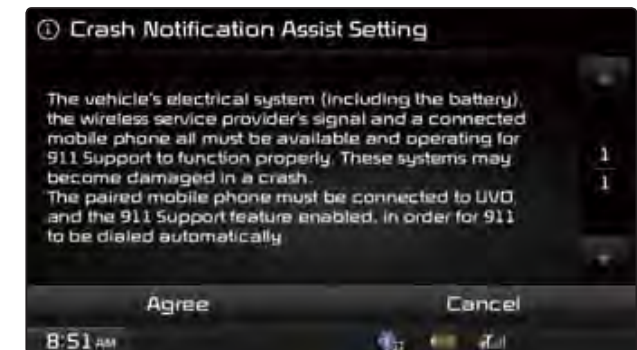 Crash Notification Assist Setting
The vehicle's electrical system (including the battery),
the wireless service provider's signal and a connected
mobile phone all must be available and operating for
911 Support to function properly. These systems may
become damaged in a crash.
The paired mobile phone must be connected to UVO
and the 911 Support feature enabled, in order for 911
to be dialed automatically
1
1
Agree
Cancel
8:51 AM